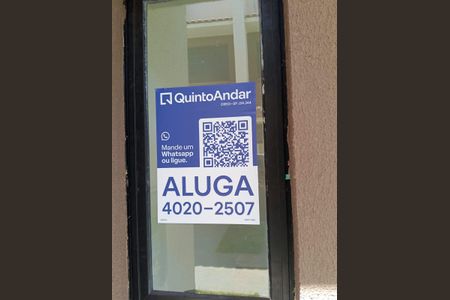 QuintoAndar
Mande um
Whatsapp
ou ligue.
ALUGA
4020-2507